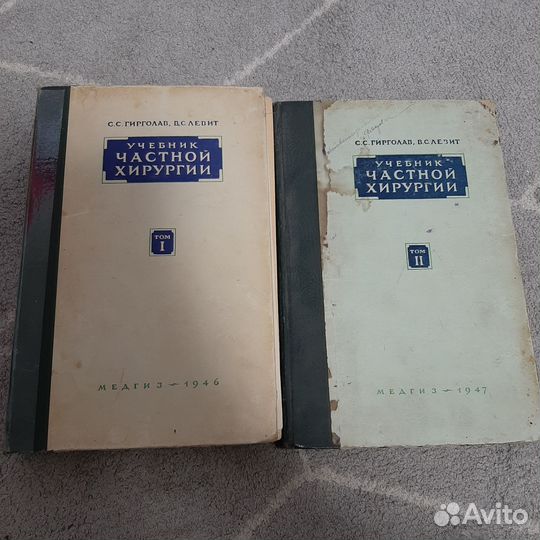 С.С.ГИРГОЛАВ, В.С.ЛЕВИТ
УЧЕБНИК
ЧАСТНОЙ
ХИРУРГИИ
ТОМ
I
МЕДГИЗ – 1946
С.С.ГИРГОЛАВ, В.С.ЛЕВИТ
УЧЕБНИК
ЧАСТНОЙ
ХИРУРГИИ
ТОМ
II
МЕДГИЗ – 1947
Avito